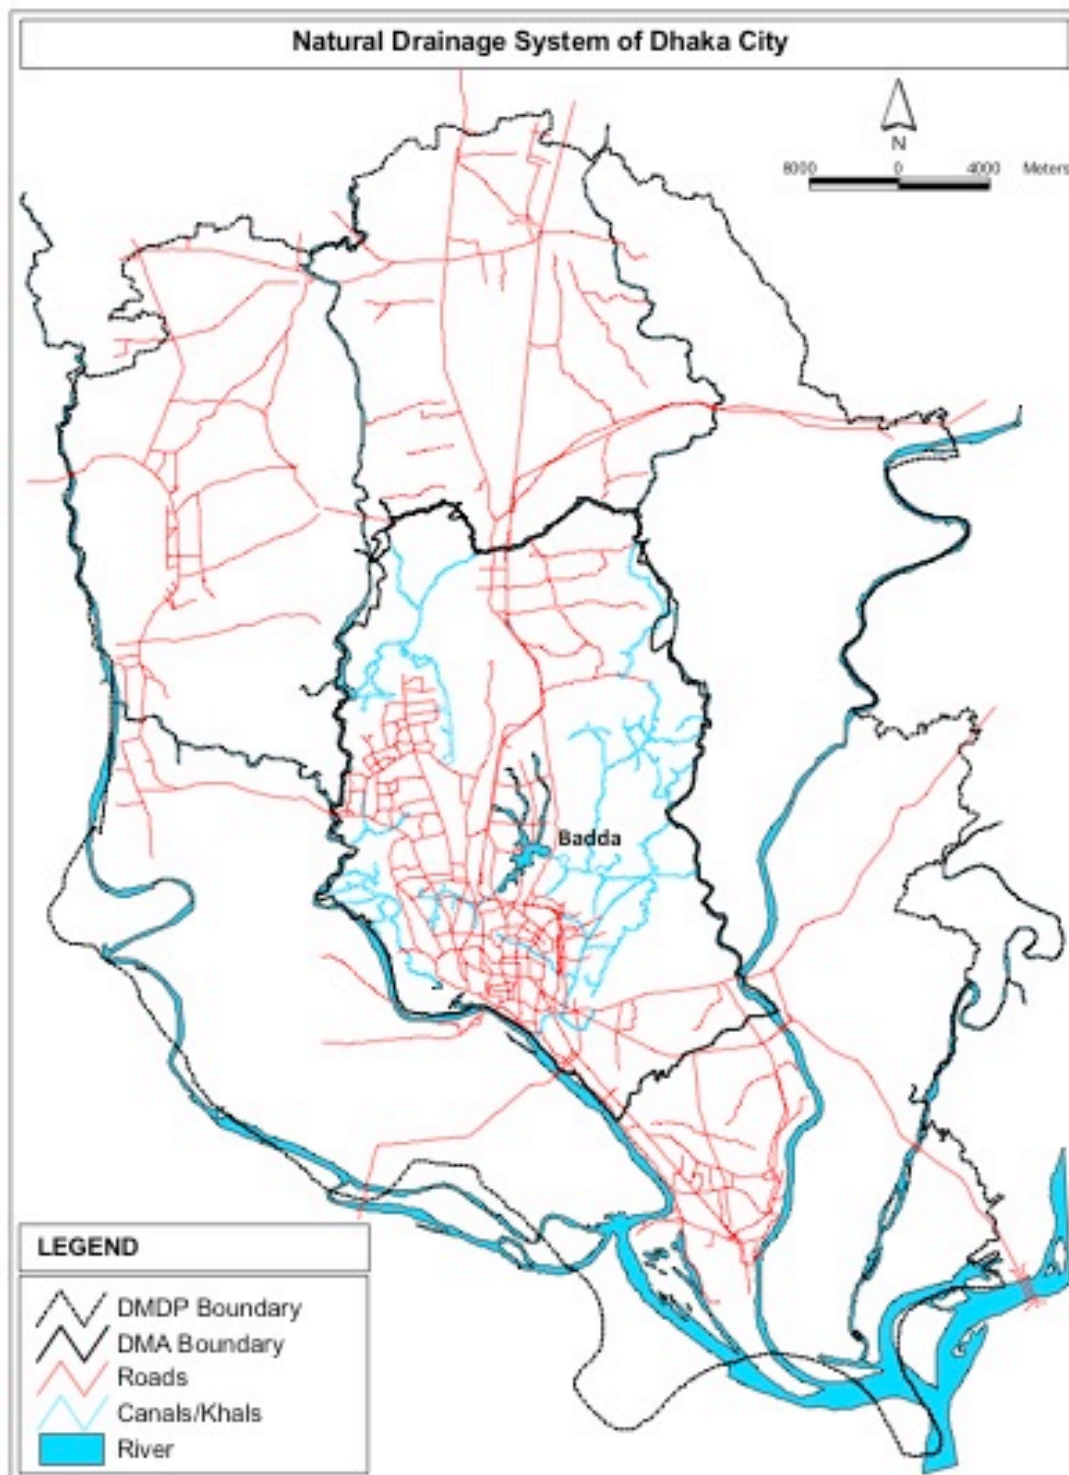 Natural Drainage System of Dhaka City
N
8000 0 4000 Meters
Badda
LEGEND
DMDP Boundary
DMA Boundary
Roads
Canals/Khals
River